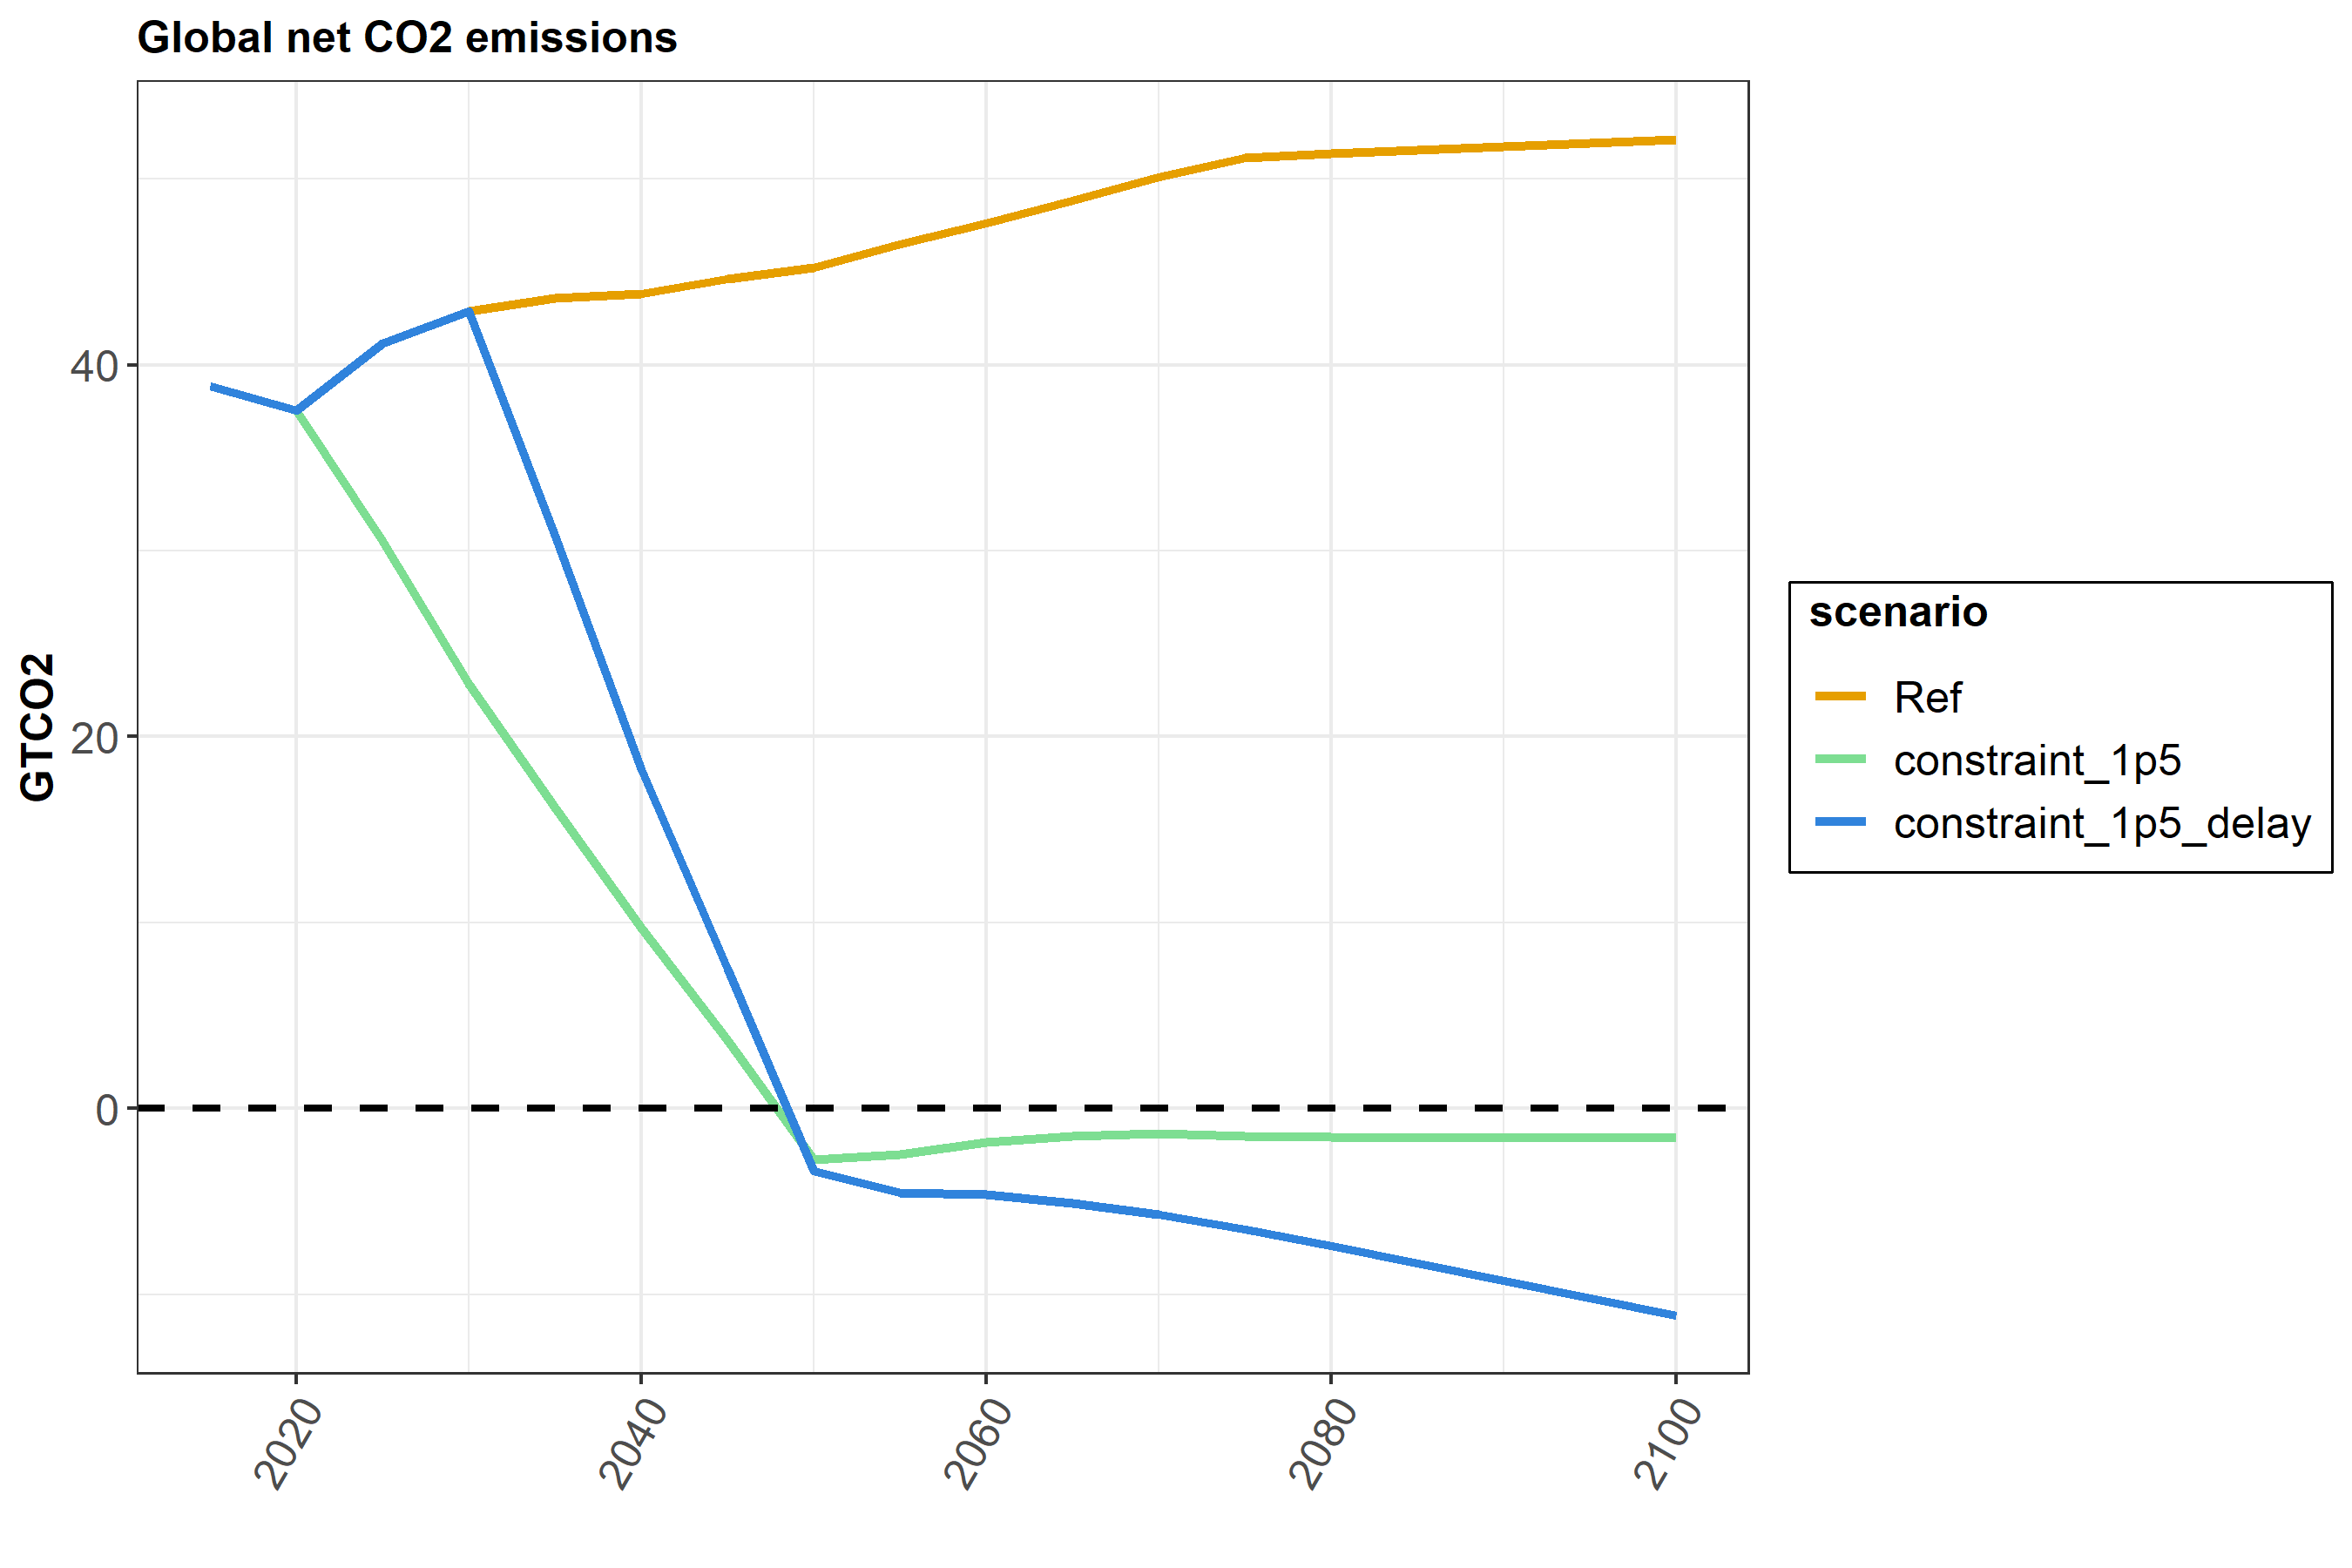 Global net CO2 emissions
GTCO2
40
20
0
2020
2040
2060
2080
2100
scenario
Ref
constraint_1p5
constraint_1p5_delay